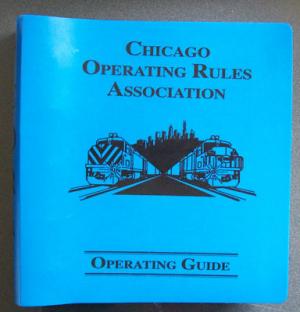 CHICAGO
OPERATING RULES
ASSOCIATION
OPERATING GUIDE